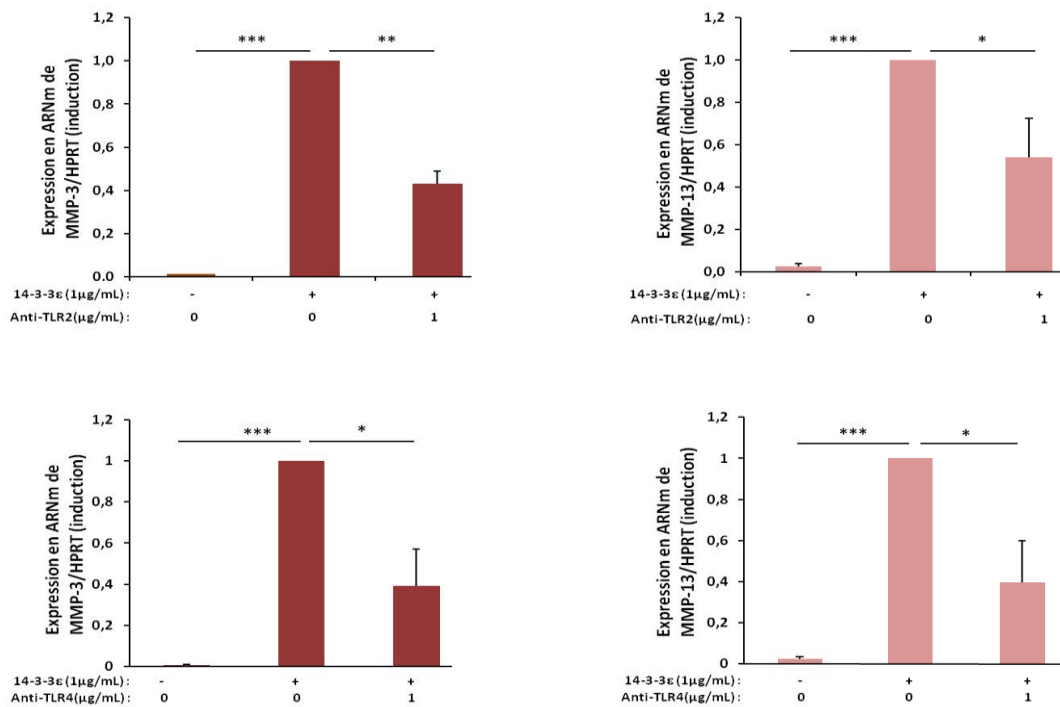 1,2
***
**
1,0
0,8
0,6
0,4
0,2
0.0
Expression en ARNm de
MMP-3/HPRT (induction)
14-3-3ε (1µg/mL) : - + +
Anti-TLR2(µg/mL) : 0 0 1
1,2
***
*
1,0
0,8
0,6
0,4
0,2
0,0
Expression en ARNm de
MMP-13/HPRT (induction)
14-3-3ε (1µg/mL) : - + +
Anti-TLR2(µg/mL) : 0 0 1
1,2
***
*
1
0,8
0,6
0,4
0,2
0
Expression en ARNm de
MMP-3/HPRT (induction)
14-3-3ε (1µg/mL) : - + +
Anti-TLR4(µg/mL) : 0 0 1
1,2
***
*
1
0,8
0,6
0,4
0,2
0
Expression en ARNm de
MMP-13/HPRT (induction)
14-3-3ε (1µg/mL) : - + +
Anti-TLR4(µg/mL) : 0 0 1